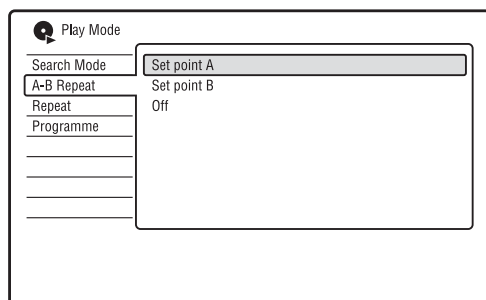 Play Mode
Search Mode
A-B Repeat
Repeat
Programme
Set point A
Set point B
Off